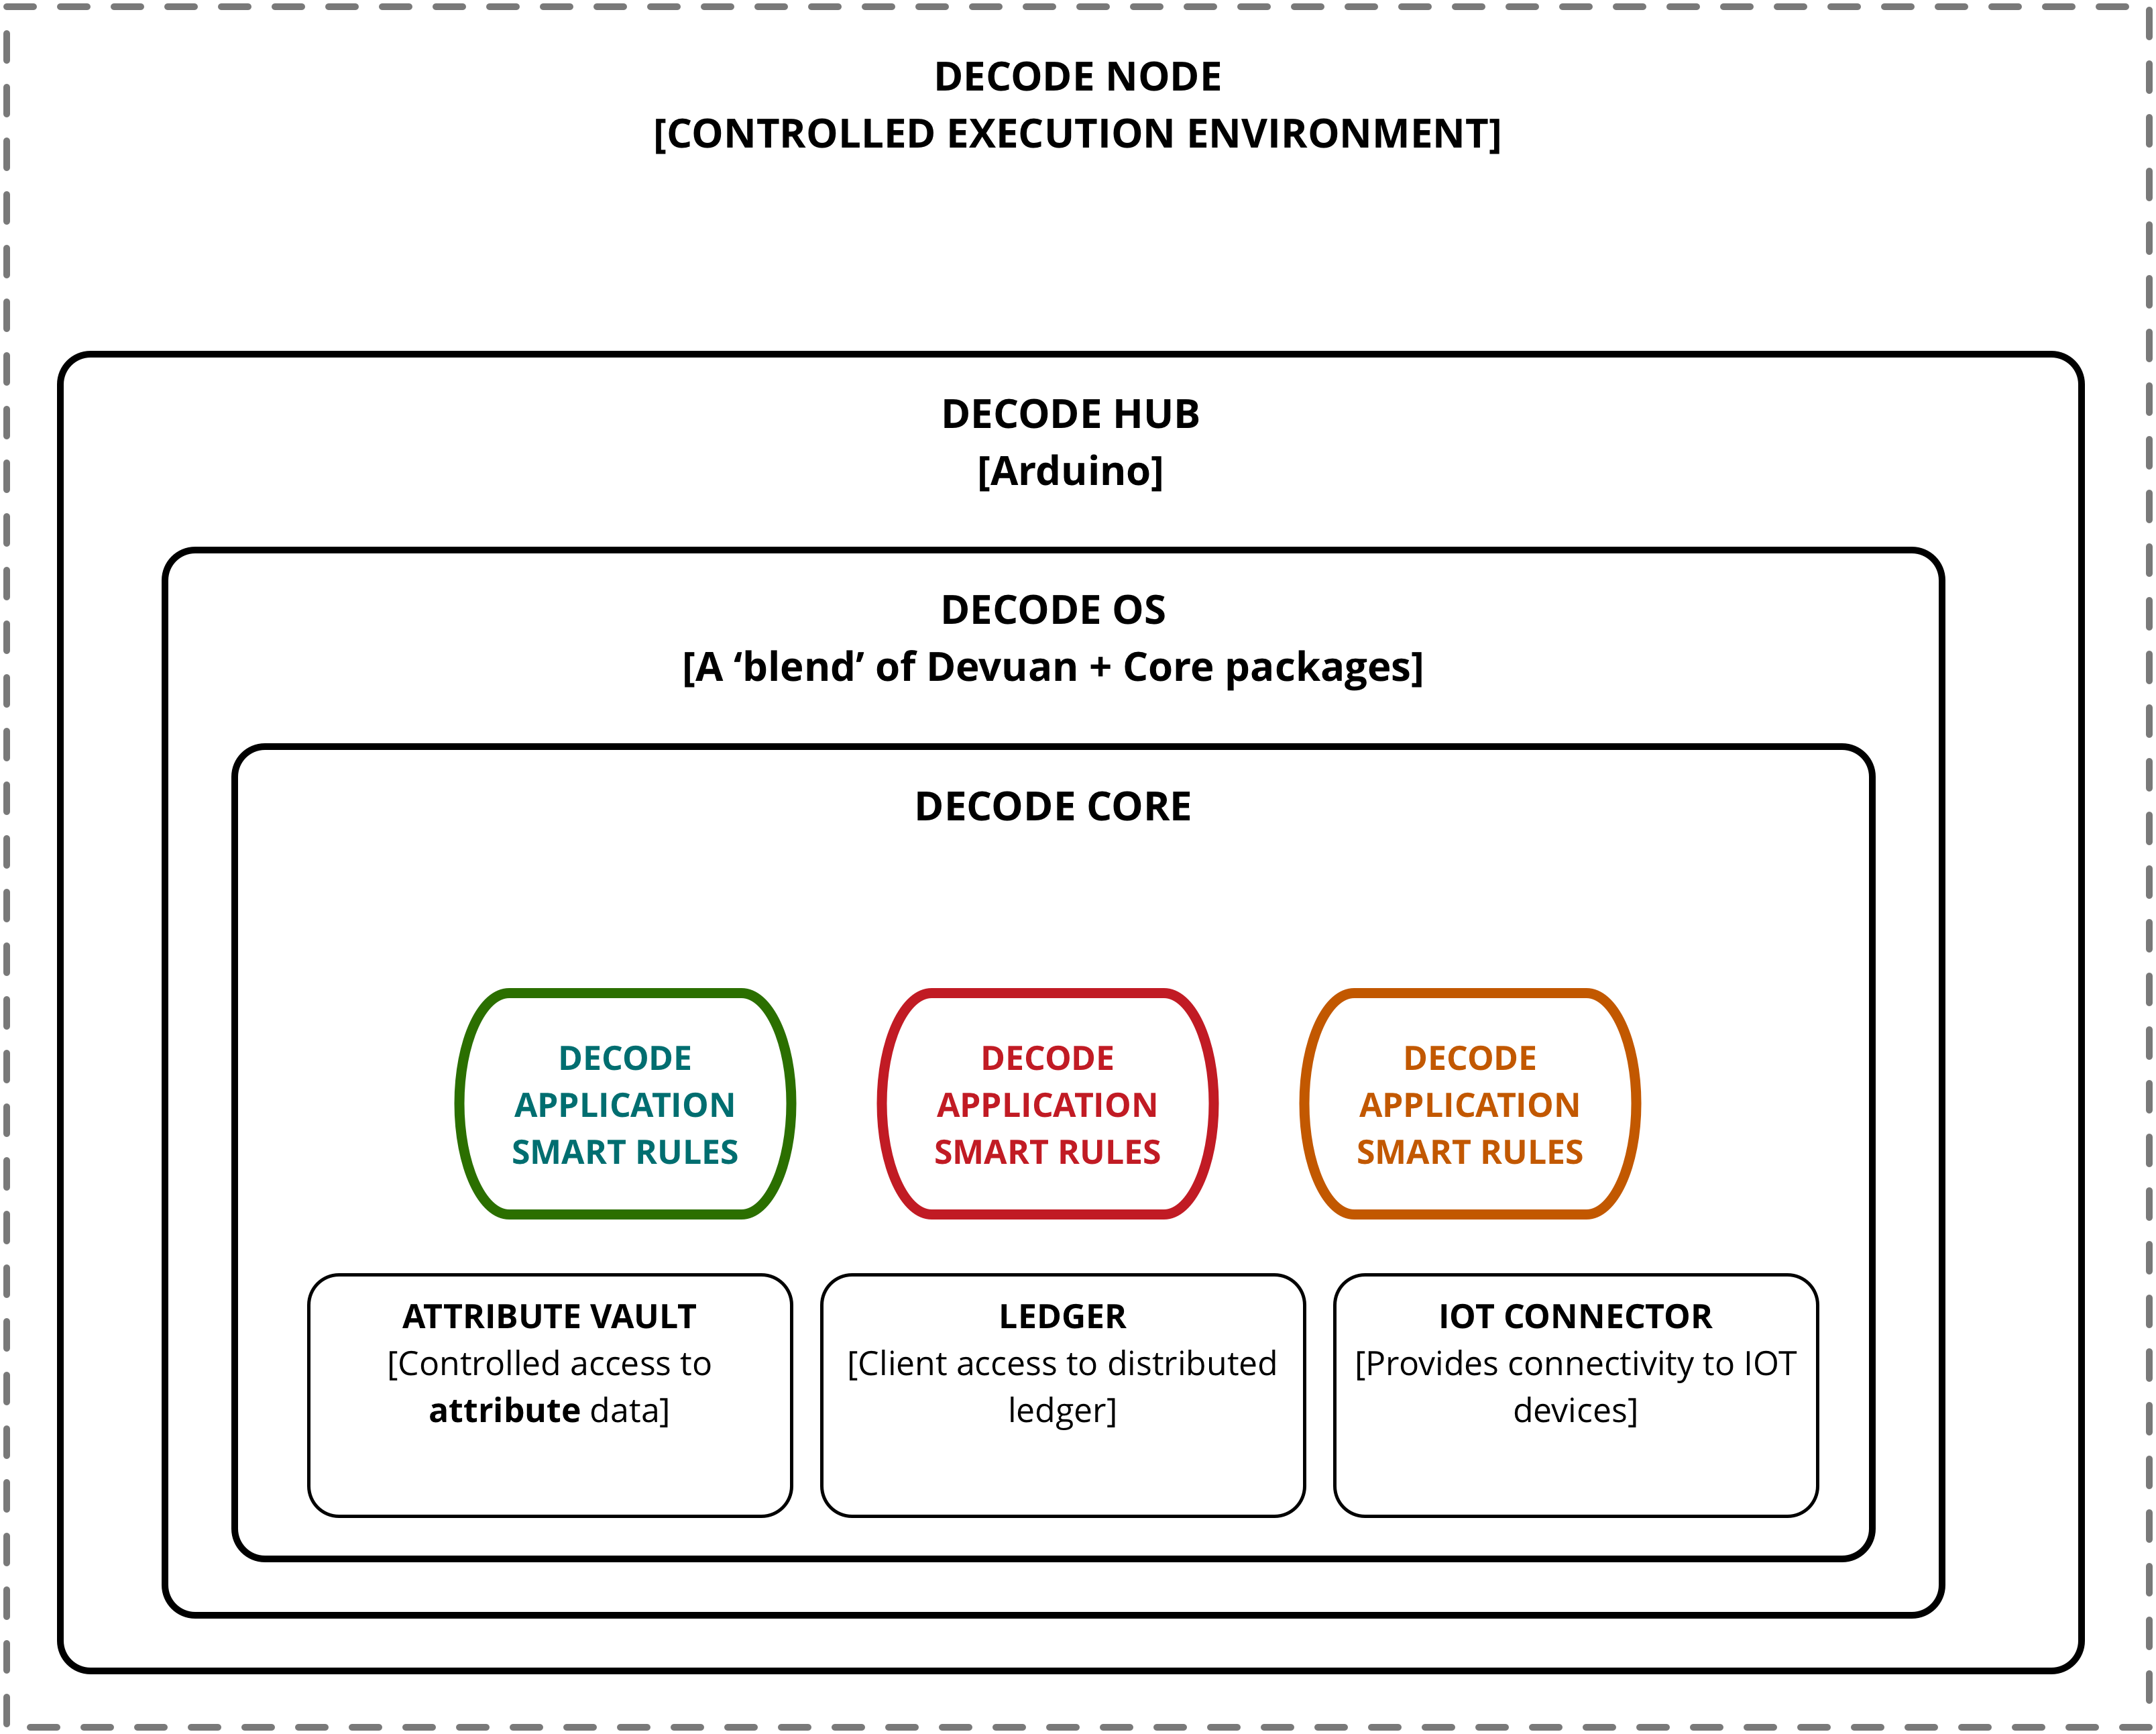 DECODE NODE
[CONTROLLED EXECUTION ENVIRONMENT]
DECODE HUB
[Arduino]
DECODE OS
[A ‘blend’ of Devuan + Core packages]
DECODE CORE
DECODE
APPLICATION
SMART RULES
DECODE
APPLICATION
SMART RULES
DECODE
APPLICATION
SMART RULES
ATTRIBUTE VAULT
[Controlled access to
attribute data]
LEDGER
[Client access to distributed
ledger]
IOT CONNECTOR
[Provides connectivity to IOT
devices]